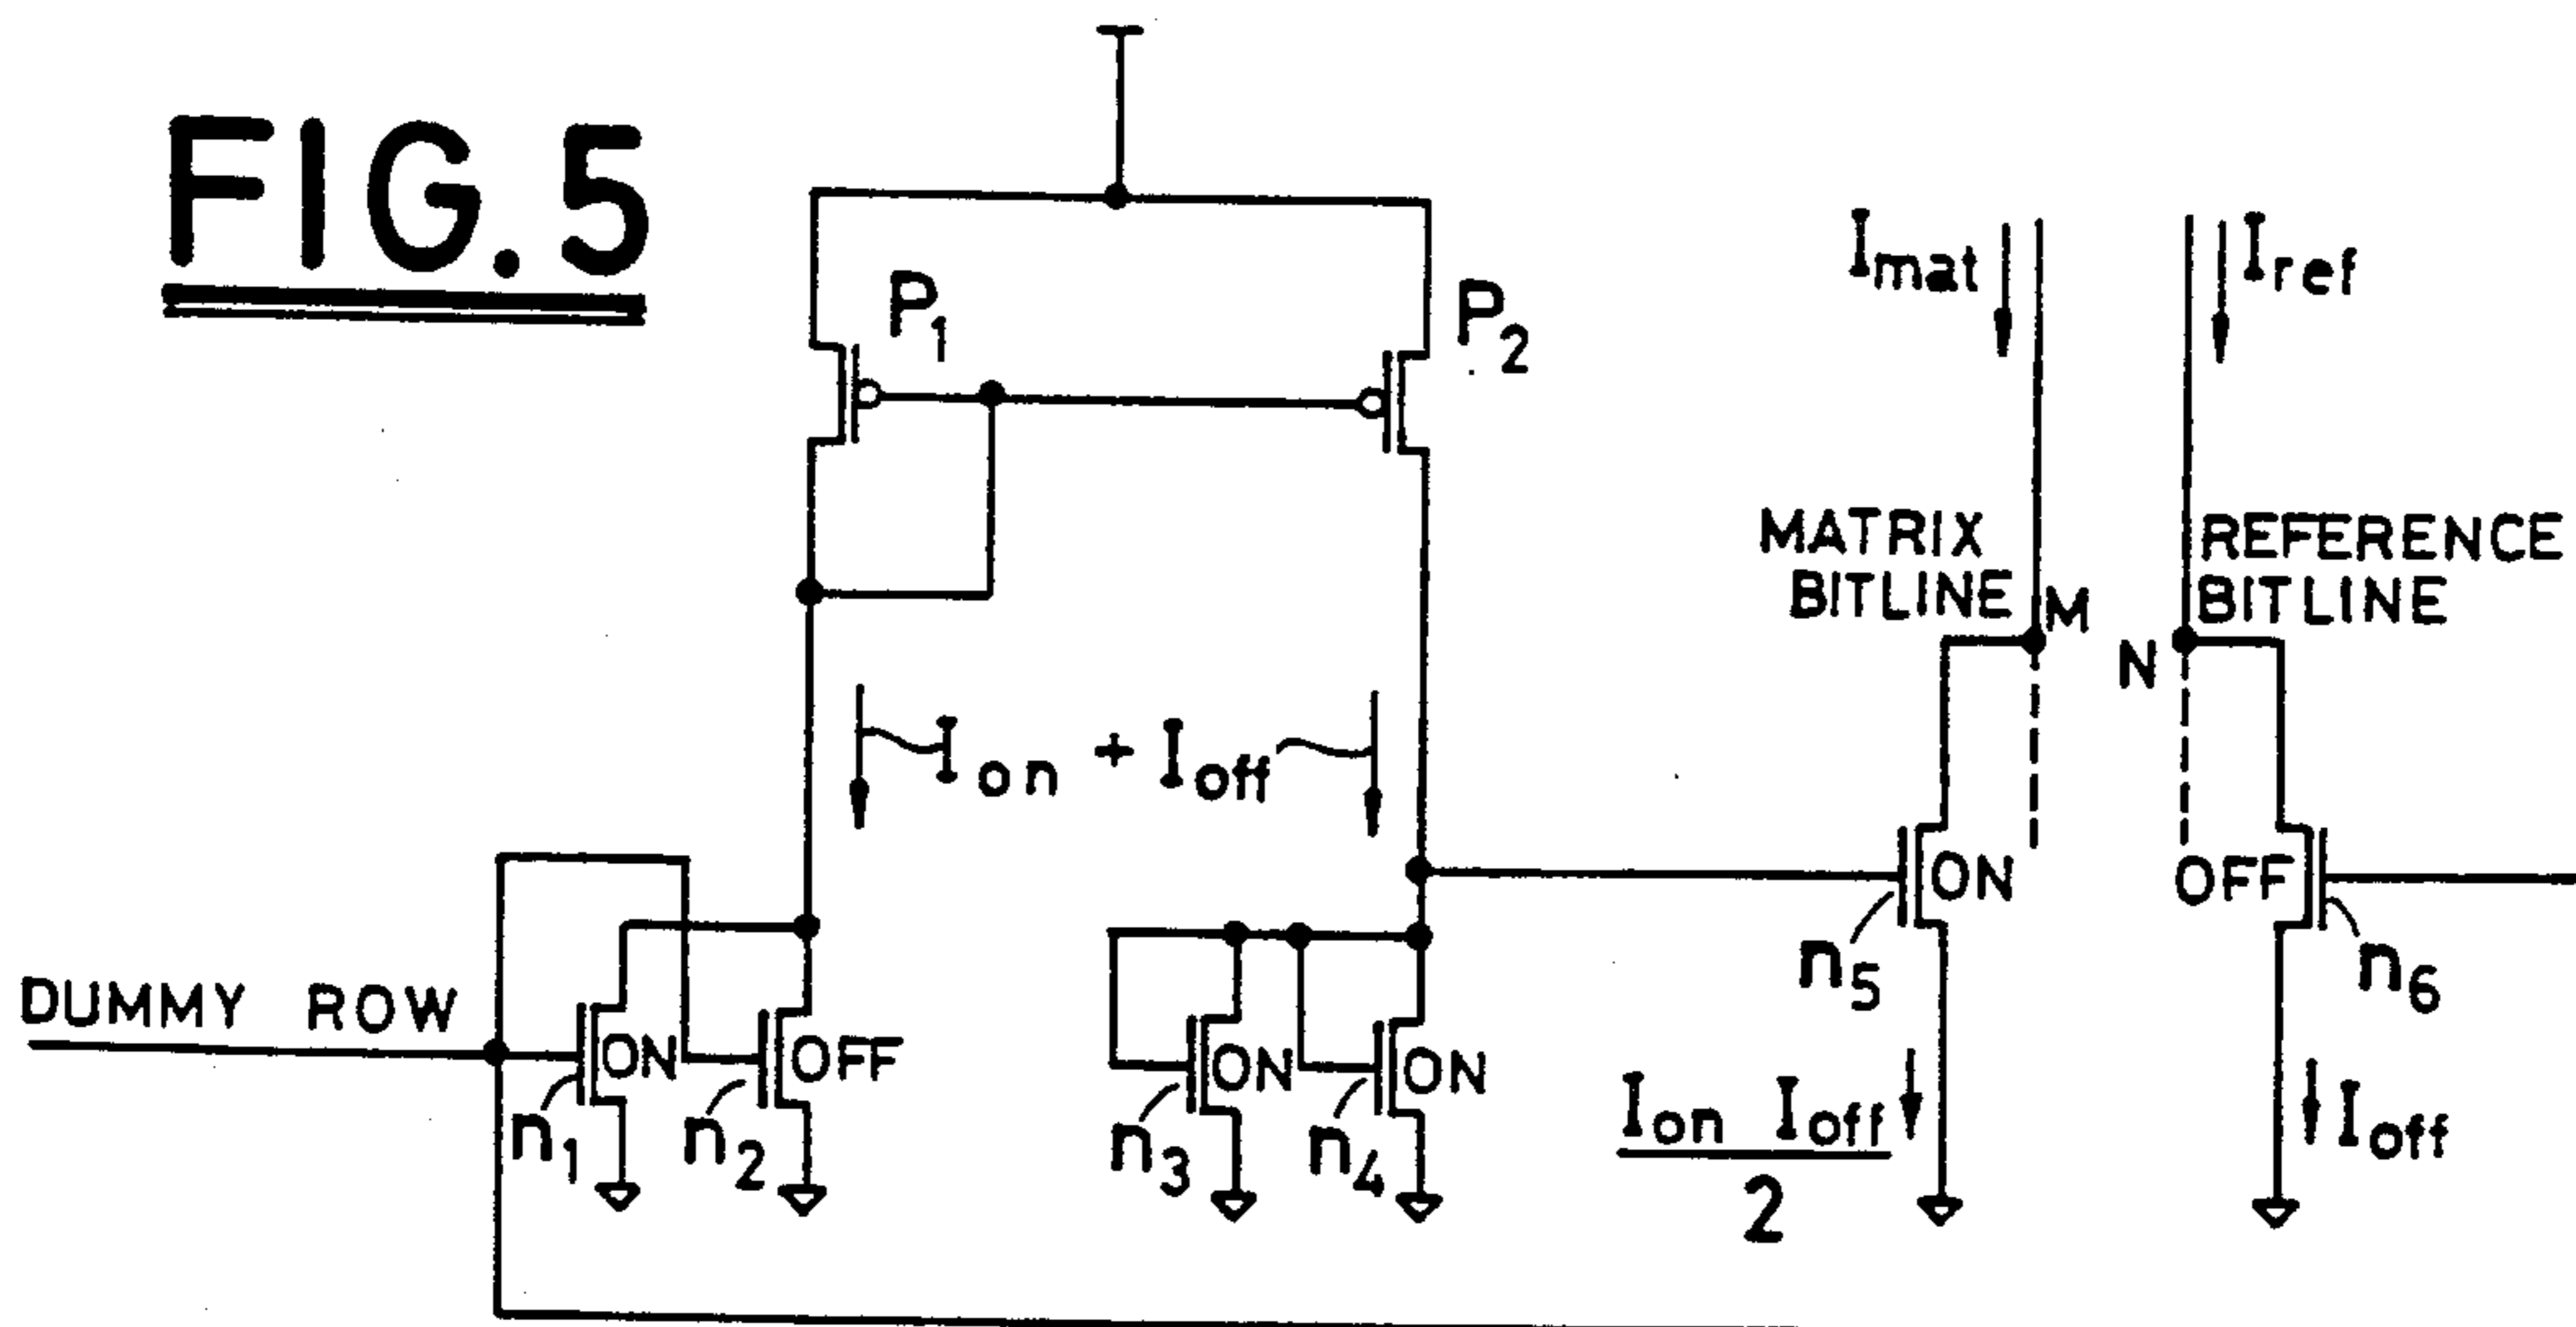 FIG. 5
P1
P2
Imat
Iref
MATRIX
BITLINE
M
N
REFERENCE
BITLINE
Ion + Ioff
DUMMY ROW
ON
OFF
ON
ON
ON
OFF
n1
n2
n3
n4
n5
n6
Ion Ioff
2
Ioff